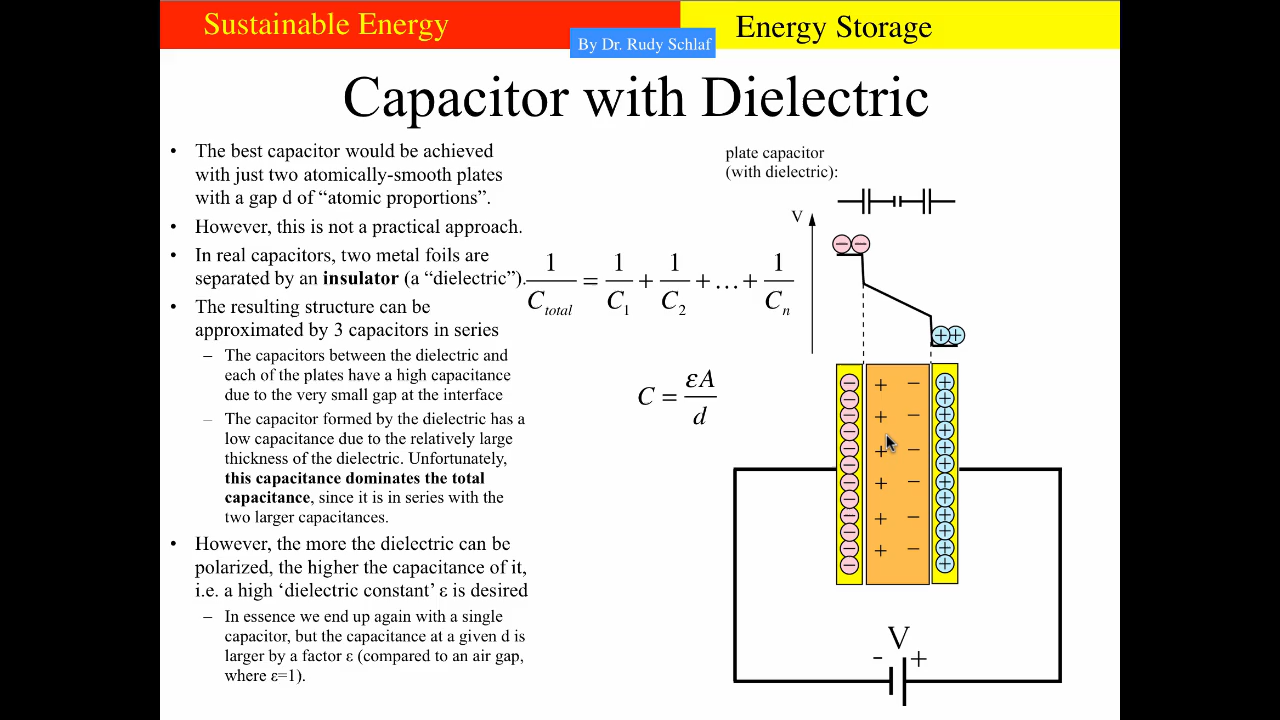 Sustainable Energy
Energy Storage
By Dr. Rudy Schlaf
Capacitor with Dielectric
• The best capacitor would be achieved
with just two atomically-smooth plates
with a gap d of “atomic proportions”.
• However, this is not a practical approach.
• In real capacitors, two metal foils are
separated by an insulator (a “dielectric”).
• The resulting structure can be
approximated by 3 capacitors in series
– The capacitors between the dielectric and
each of the plates have a high capacitance
due to the very small gap at the interface
– The capacitor formed by the dielectric has a
low capacitance due to the relatively large
thickness of the dielectric. Unfortunately,
this capacitance dominates the total
capacitance, since it is in series with the
two larger capacitances.
• However, the more the dielectric can be
polarized, the higher the capacitance of it,
i.e. a high ‘dielectric constant’ ε is desired
– In essence we end up again with a single
capacitor, but the capacitance at a given d is
larger by a factor ε (compared to an air gap,
where ε=1).
1/C_total = 1/C_1 + 1/C_2 + … + 1/C_n
C = εA/d
plate capacitor
(with dielectric):
V
− − 
+ +
− + − +
− + − +
− + − +
− + − +
− + − +
− + − +
V
- +